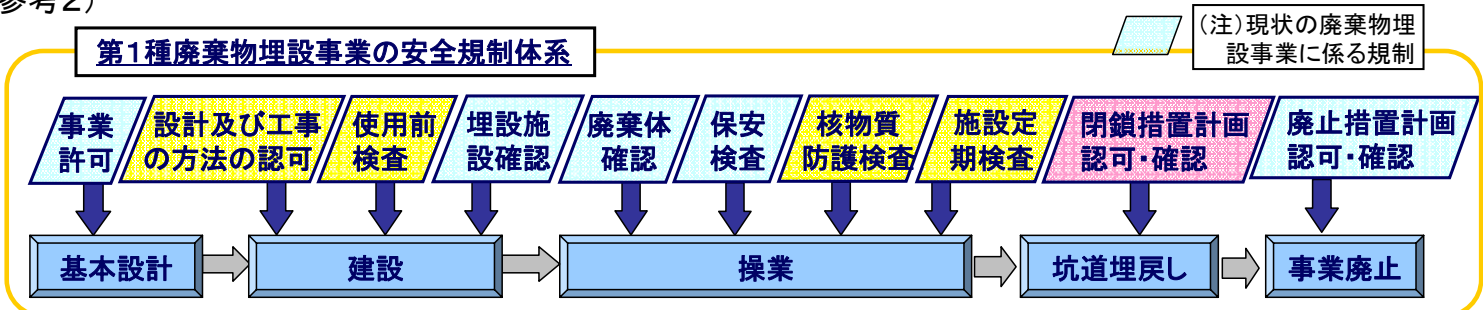 参考2）
第1種廃棄物埋設事業の安全規制体系
（注）現状の廃棄物埋
設事業に係る規制
事業
許可
設計及び工事
の方法の認可
使用前
検査
埋設施
設確認
廃棄体
確認
保安
検査
核物質
防護検査
施設定
期検査
閉鎖措置計画
認可・確認
廃止措置計画
認可・確認
基本設計
建設
操業
坑道埋戻し
事業廃止